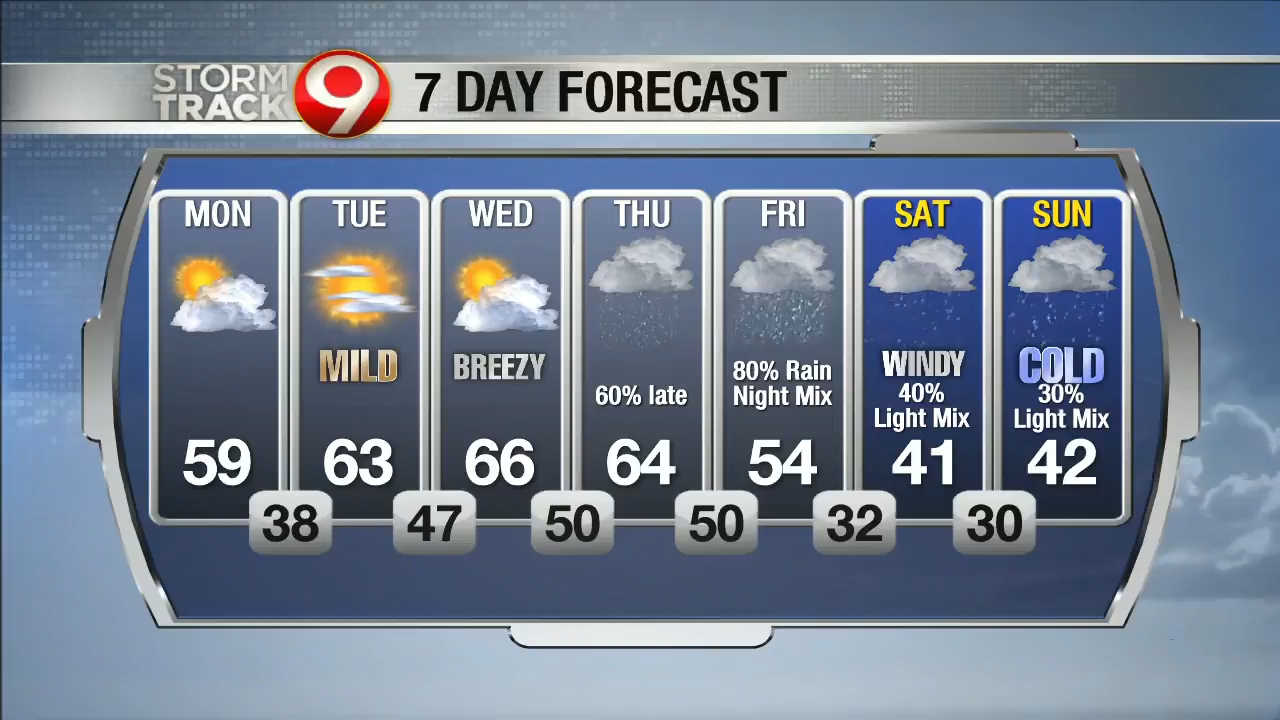 STORM
TRACK 9
7 DAY FORECAST
MON
TUE
WED
THU
FRI
SAT
SUN
MILD
BREEZY
60% late
80% Rain
Night Mix
WINDY
40%
Light Mix
COLD
30%
Light Mix
59
63
66
64
54
41
42
38
47
50
50
32
30